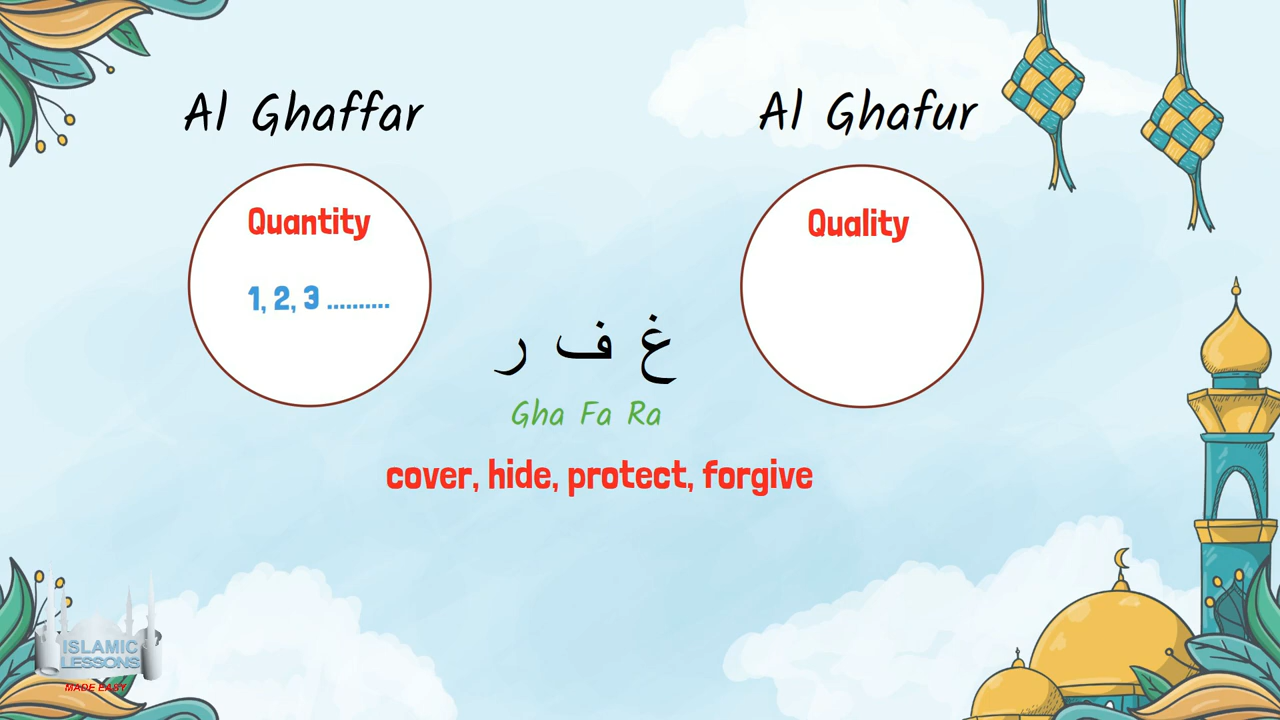 Al Ghaffar
Al Ghafur
Quantity
1, 2, 3 ..........
Quality
غ ف ر
Gha Fa Ra
cover, hide, protect, forgive
ISLAMIC
LESSONS
MADE EASY